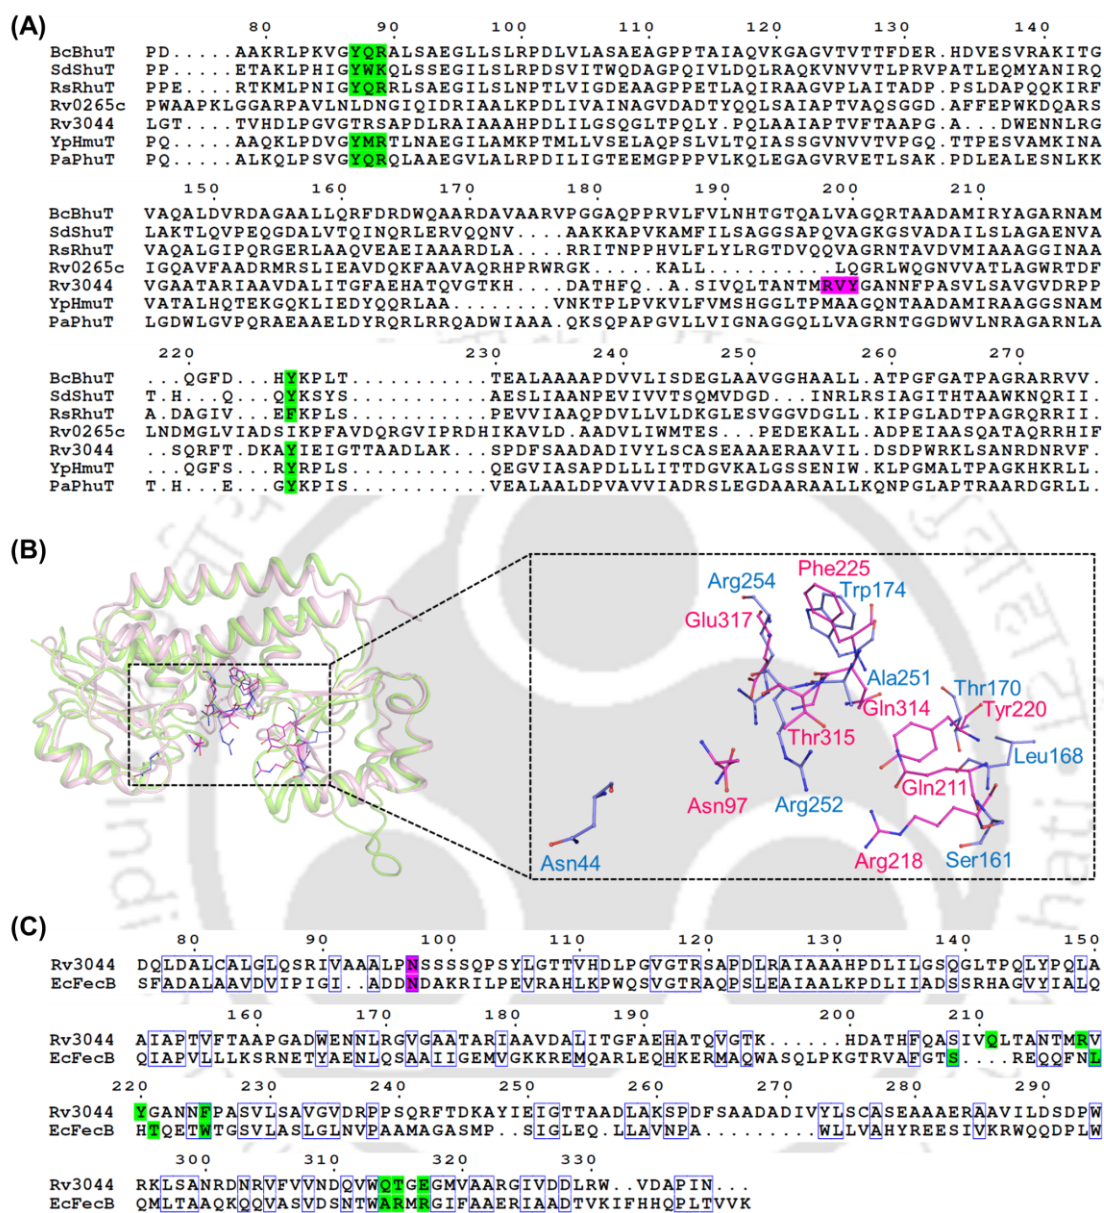 (A)
80 90 100 110 120 130 140
BcBhuT PD.....AAKRLPKVGYQRALSAEGLLSLRPDLVLASAEAGPPTAIAQVKGAGVTVTTFDER.HDVESVRAKITG
SdShuT PP.....ETAKLPHIGYWKQLSSEGILSLRPDSVITWQDAGPQIVLDQLRAQKVNVVTLPRVPATLEQMYANIRQ
RsRhuT PPE....RTKMLPNIGYQRRLSAEGILSLNPTLVIGREDAGPPETLAQIRAAGVPLAITADP.PSLDAPQQKIRF
Rv0265c PWAAPKLGGARPAVLNLDNGIQIDRIAALKPDLIVAINAGVDADTYQQLSAIAPTVAQSGGD.AFFEPWKDQARS
Rv3044 LGT....TVHDLPGVGTRSAPDLRAIAAAHPDLILGSQGLTPQLY.PQLAAIAPTVFTAAPG.A..DWENNLRG
YpHmuT PQ.....AAQKLPDVGYMRTLNAEGILAMKPTMLLVSELAQPSLVLTQIASSGVNVVTVPGQ.TTPESVAMKINA
PaPhuT PQ.....ALKQLPSVGYQRQLAAEGVLALRPDILIGTEEMGPPPVLKQLEGAGVRVETLSAK.PDLEALESNLKK
150 160 170 180 190 200 210
BcBhuT VAQALDVRDAGAALLQRFDRDWQAARDAVAARVPGGAQPPRVLFVLNHTGTQALVAGQRTAADAMIRYAGARNAM
SdShuT LAKTLQVPEQGDALVTQINQRLERVQQNV....AAKKAPVKAMFILSAGGSAPQVAGKGSVADAILSLAGAENVA
RsRhuT VAQALGIPQRGERLAAQVEAEIAAARDLA....RRITNPPHVLFLYLRGTDVQQVAGRNTAVDVMIAAAGGINAA
Rv0265c IGQAVFAADRMRSLIEAVDQKFAAVAQRHPRWRGK.....KALL..........LQGRLWQGNVVATLAGWRTDF
Rv3044 VGAATARIAAVDALITGFAEHATQVGTKH....DATHFQ..A.SIVQLTANTMRVYGANNFPASVLSAVGVDRPP
YpHmuT VATALHQTEKGQKLIEDYQQRLAA.....VNKTPLPVKVLFVMSHGGLTPMAAGQNTAADAMIRAAGGSNAM
PaPhuT LGDWLGVPQRAEAAELDYRQRLRRQADWIAAA.QKSQPAPGVLLVIGNAGGQLLVAGRNTGGDWVLNRAGARNLA
220 230 240 250 260 270
BcBhuT ...QGFD...HYKPLT...........TEALAAAAPDVVLISDEGLAAVGGHAALL.ATPGFGATPAGRARRVV.
SdShuT T.H...Q...QYKSYS...........AESLIAANPEVIVVTSQMVDGD..INRLRSIAGITHTAAWKNQRII.
RsRhuT A.DAGIV...EFKPLS...........PEVVIAAQPDVLLVLDKGLESVGGVDGLL.KIPGLADTPAGRQRRII.
Rv0265c LNDMGLVIADSIKPFAVDQRGVIPRDHIKAVLD.AADVLIWMTES...PEDEKALL.ADPEIAASQATAQRRHIF
Rv3044 ...SQRFT.DKAYIEIGTTAADLAK...SPDFSAADADIVYLSCASEAAAERAAVIL.DSDPWRKLSANRDNRVF.
YpHmuT ...QGFS...RYRPLS...........QEGVIASAPDLLLITTDGVKALGSSENIW.KLPGMALTPAGKHKRLL.
PaPhuT T.H...E...GYKPIS...........VEALAALDPVAVVIADRSLEGDAARAALLKQNPGLAPTRAARDGRLL.
(B)
Arg254
Phe225
Trp174
Glu317
Ala251
Gln314
Thr170
Tyr220
Thr315
Leu168
Asn97
Arg252
Gln211
Asn44
Arg218
Ser161
(C)
80 90 100 110 120 130 140 150
Rv3044 DQLDALCALGLQSRIVAAALPNSSSSQPSYLGTTVHDLPGVGTRSAPDLRAIAAAHPDLILGSQGLTPQLYPQLA
EcFecB SFADALAAVDVIPIGI..ADDNDAKRILPEVRAHLKPWQSVGTRAQPSLEAIAALKPDLIIADSSRHAGVYIALQ
160 170 180 190 200 210
Rv3044 AIAPTVFTAAPGADWENNLRGVGAATARIAAVDALITGFAEHATQVGTK......HDATHFQASIVQLTANTMRV
EcFecB QIAPVLLLKSRNETYAENLQSAAIIGEMVGKKREMQARLEQHKERMAQWASQLPKGTRVAFGTS....REQQFNL
220 230 240 250 260 270 280 290
Rv3044 YGANNFPASVLSAVGVDRPPSQRFTDKAYIEIGTTAADLAKSPDFSAADADIVYLSCASEAAAERAAVILDSDPW
EcFecB HTQETWTGSVLASLGLNVPAAMAGASMP..SIGLEQ.LLAVNPA.........WLLVAHYREESIVKRWQQDPLW
300 310 320 330
Rv3044 RKLSANRDNRVFVVNDQVWQTGEGMVAARGIVDDLRW..VDAPIN...
EcFecB QMLTAAQKQQVASVDSNTWARMRGIFAAERIAADTVKIFHHQPLTVVK